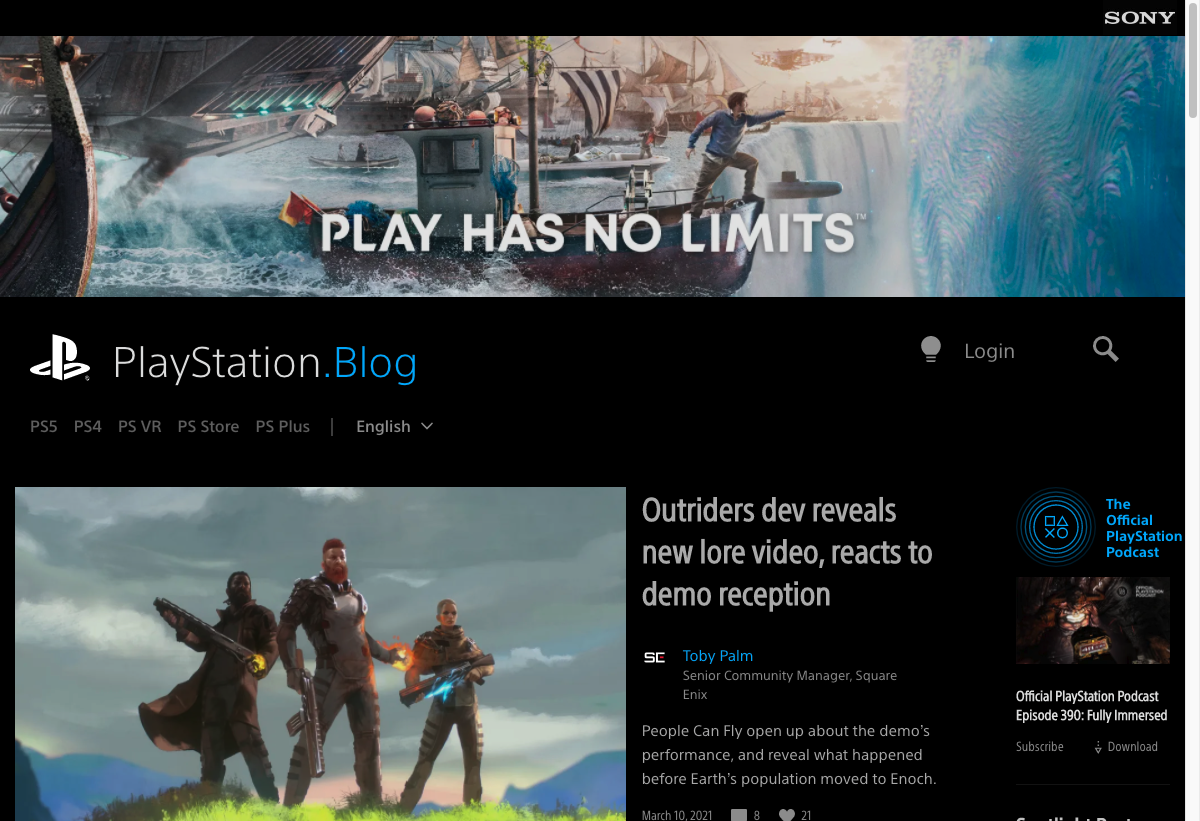 SONY
PLAY HAS NO LIMITS™
PlayStation.Blog
Login
PS5 PS4 PS VR PS Store PS Plus | English
Outriders dev reveals
new lore video, reacts to
demo reception
SE
Toby Palm
Senior Community Manager, Square
Enix
People Can Fly open up about the demo’s
performance, and reveal what happened
before Earth’s population moved to Enoch.
March 10, 2021 8 21
The
Official
PlayStation
Podcast
OFFICIAL
PLAYSTATION
PODCAST
Official PlayStation Podcast
Episode 390: Fully Immersed
Subscribe Download